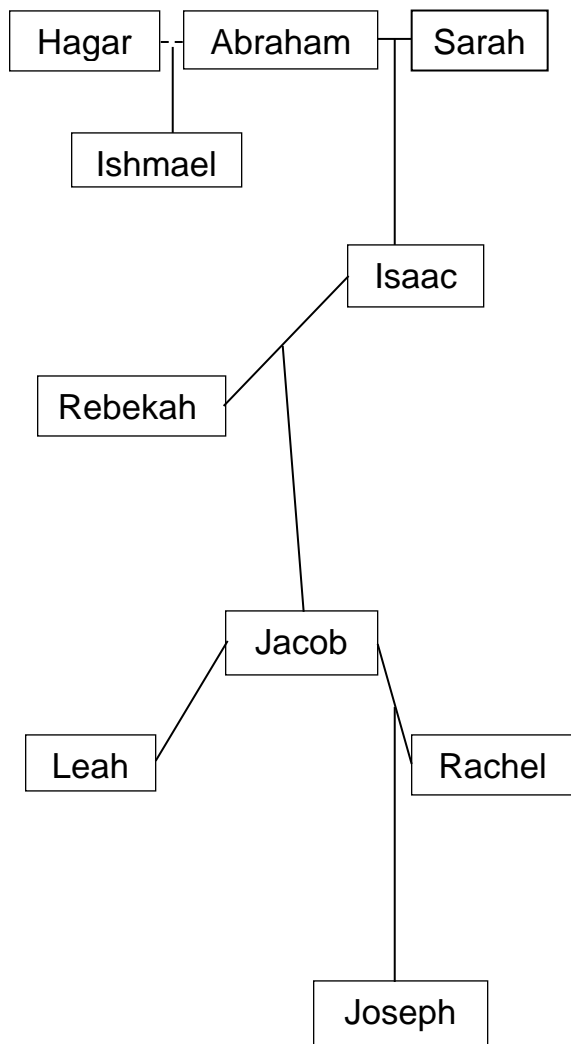 Hagar Abraham Sarah
Ishmael
Isaac
Rebekah
Jacob
Leah Rachel
Joseph